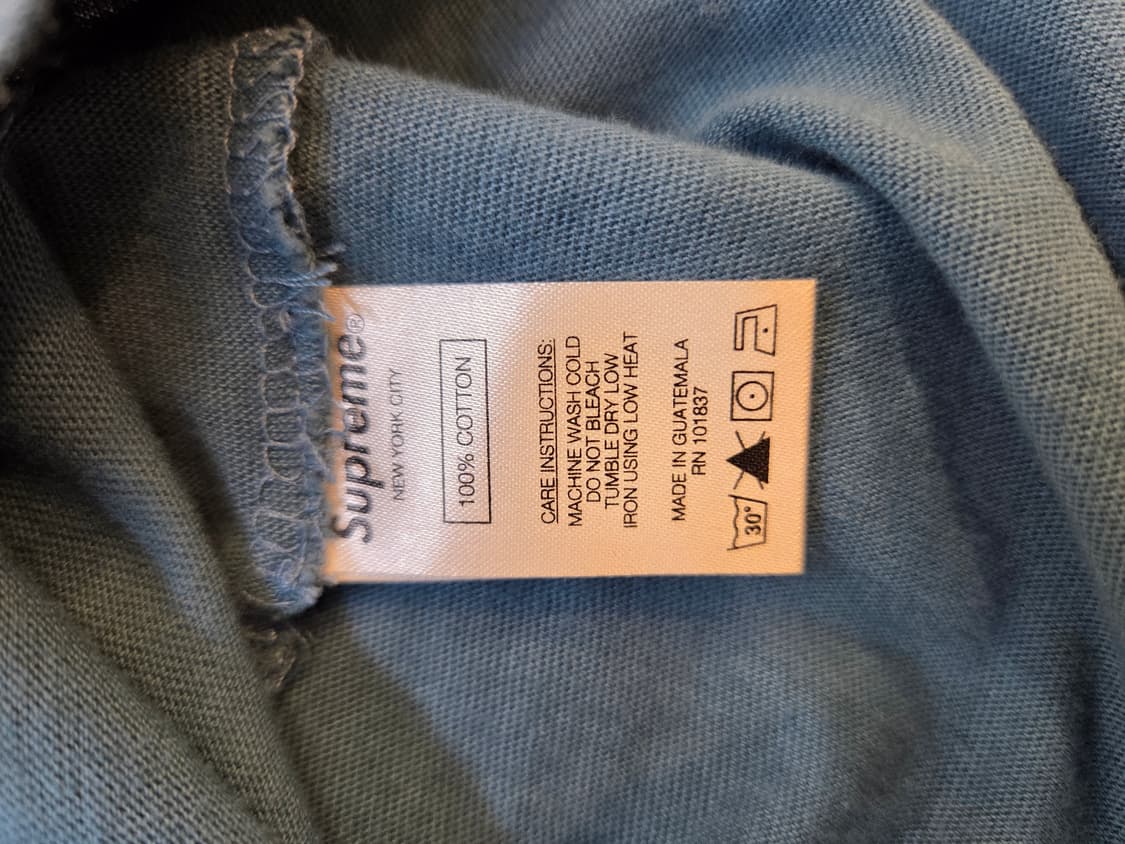 Supreme®
NEW YORK CITY
100% COTTON
CARE INSTRUCTIONS:
MACHINE WASH COLD
DO NOT BLEACH
TUMBLE DRY LOW
IRON USING LOW HEAT
MADE IN GUATEMALA
RN 101837
30°